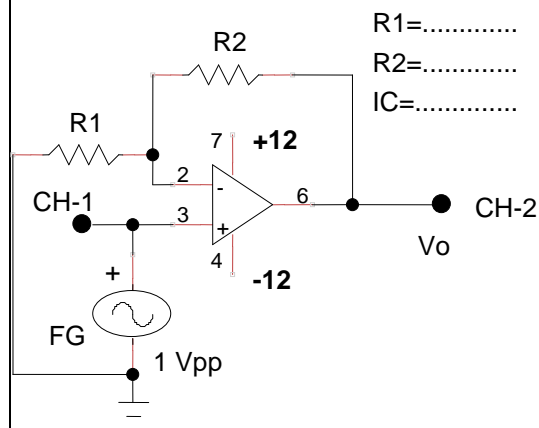 R1=.............
R2=.............
IC=.............
R2
R1
7
+12
2
-
6
CH-1
3
+
CH-2
4
Vo
-12
+
FG
1 Vpp